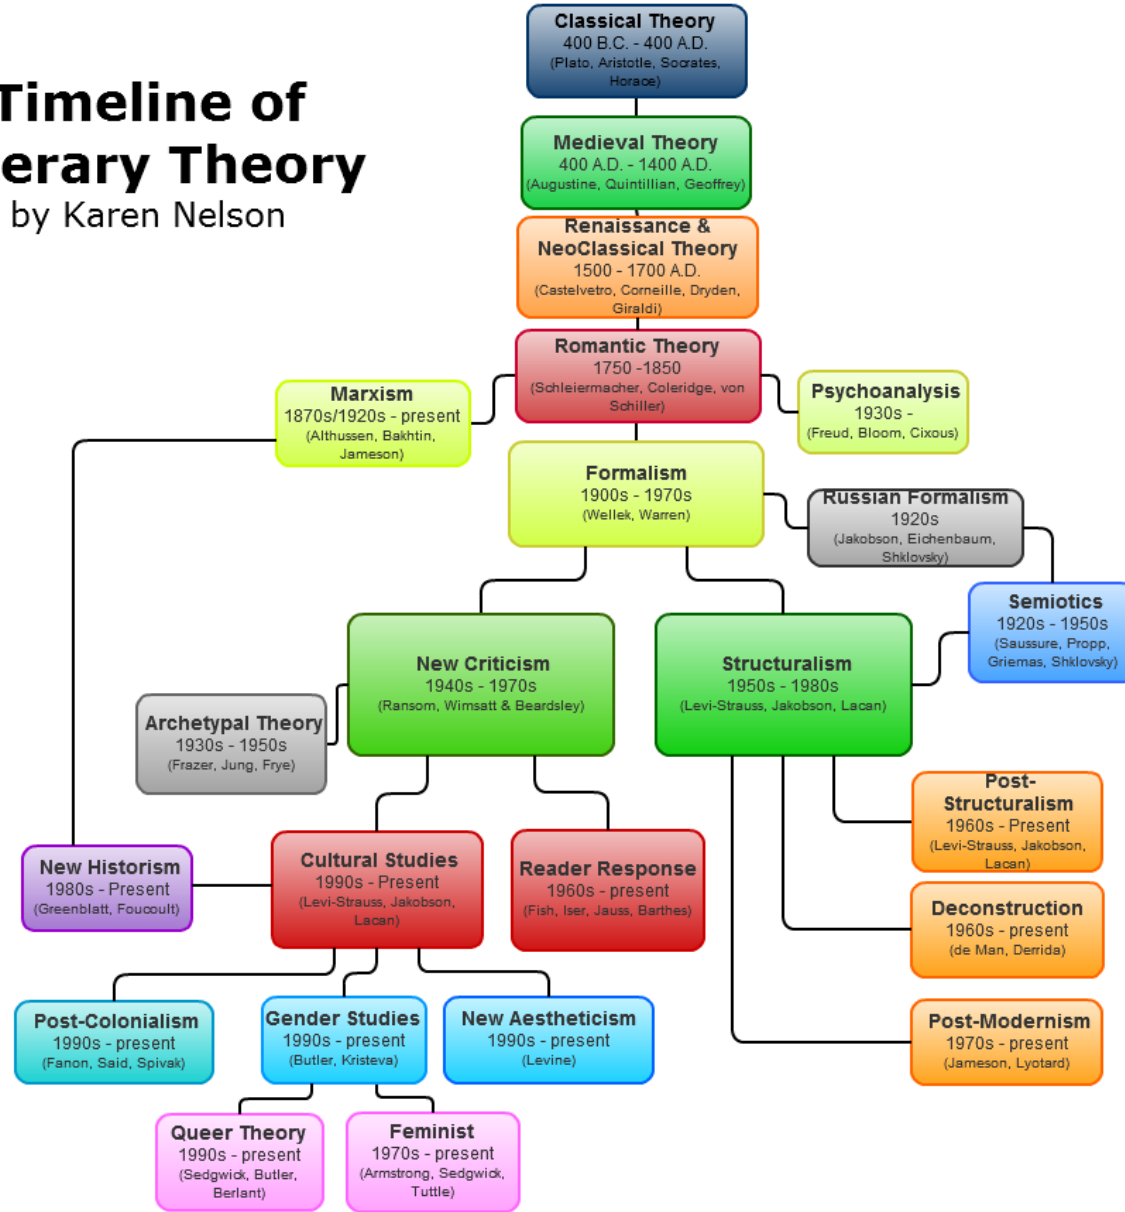 Timeline of
erary Theory
by Karen Nelson
Classical Theory
400 B.C. - 400 A.D.
(Plato, Aristotle, Socrates,
Horace)
Medieval Theory
400 A.D. - 1400 A.D.
(Augustine, Quintillian, Geoffrey)
Renaissance &
NeoClassical Theory
1500 - 1700 A.D.
(Castelvetro, Corneille, Dryden,
Giraldi)
Romantic Theory
1750 -1850
(Schleiermacher, Coleridge, von
Schiller)
Marxism
1870s/1920s - present
(Althussen, Bakhtin,
Jameson)
Psychoanalysis
1930s -
(Freud, Bloom, Cixous)
Formalism
1900s - 1970s
(Wellek, Warren)
Russian Formalism
1920s
(Jakobson, Eichenbaum,
Shklovsky)
Semiotics
1920s - 1950s
(Saussure, Propp,
Griemas, Shklovsky)
New Criticism
1940s - 1970s
(Ransom, Wimsatt & Beardsley)
Structuralism
1950s - 1980s
(Levi-Strauss, Jakobson, Lacan)
Archetypal Theory
1930s - 1950s
(Frazer, Jung, Frye)
Post-
Structuralism
1960s - Present
(Levi-Strauss, Jakobson,
Lacan)
New Historism
1980s - Present
(Greenblatt, Foucoult)
Cultural Studies
1990s - Present
(Levi-Strauss, Jakobson,
Lacan)
Reader Response
1960s - present
(Fish, Iser, Jauss, Barthes)
Deconstruction
1960s - present
(de Man, Derrida)
Post-Colonialism
1990s - present
(Fanon, Said, Spivak)
Gender Studies
1990s - present
(Butler, Kristeva)
New Aestheticism
1990s - present
(Levine)
Post-Modernism
1970s - present
(Jameson, Lyotard)
Queer Theory
1990s - present
(Sedgwick, Butler,
Berlant)
Feminist
1970s - present
(Armstrong, Sedgwick,
Tuttle)